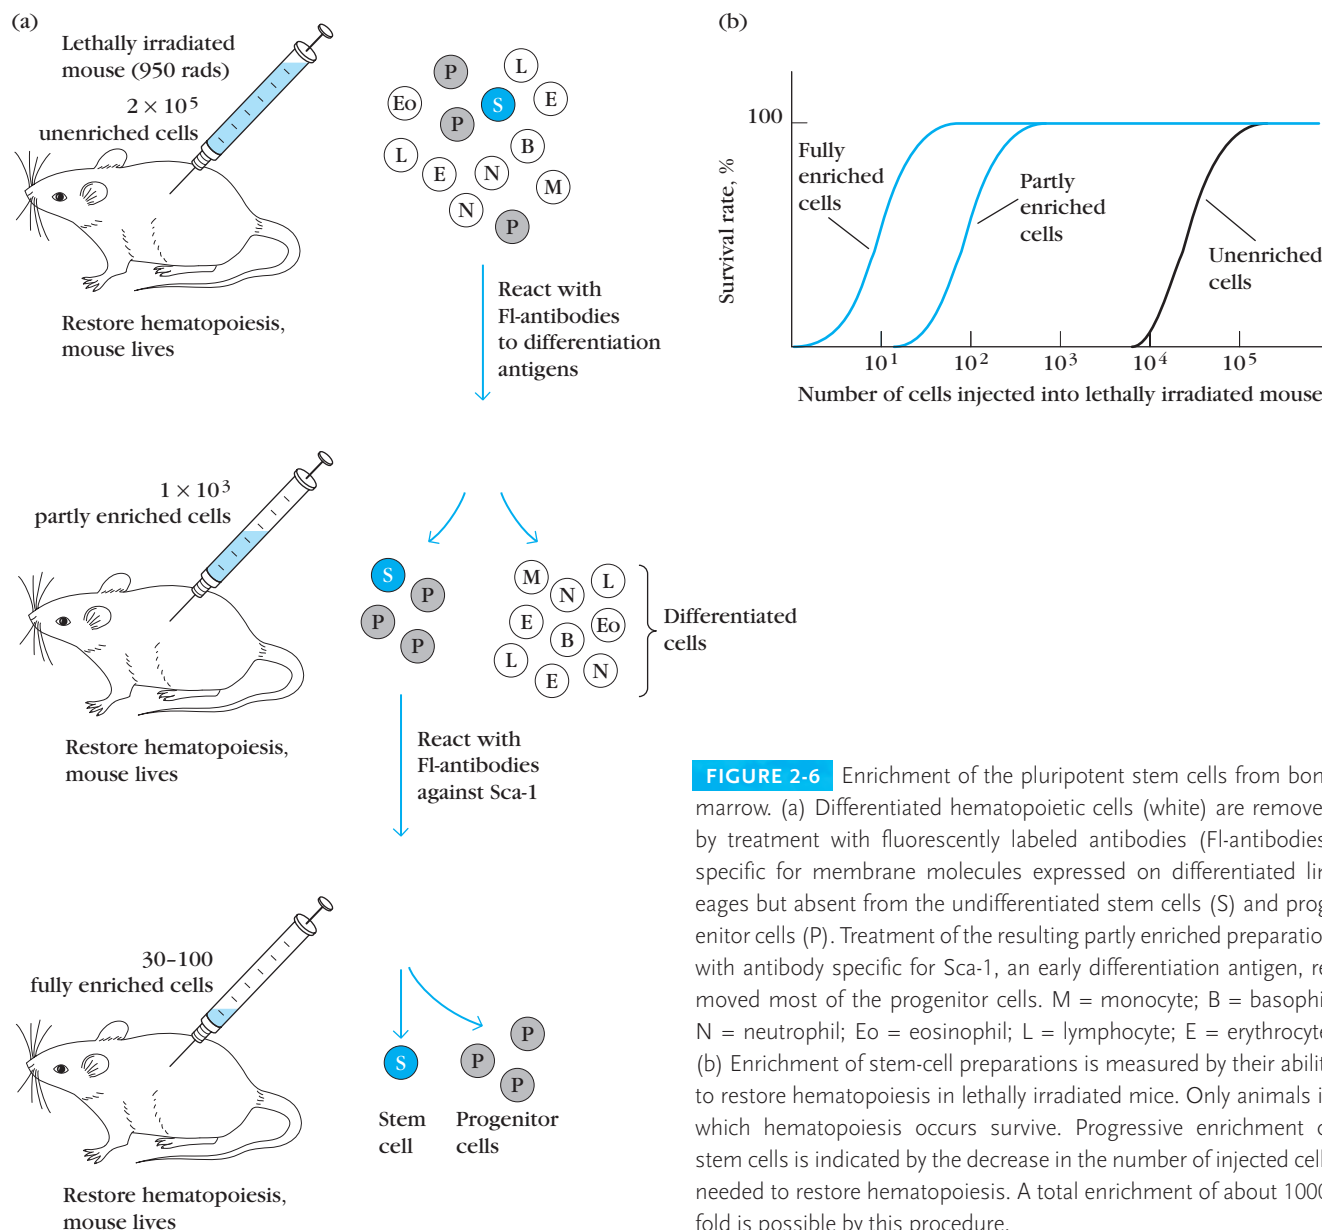 (a)
Lethally irradiated
mouse (950 rads)
2 × 10⁵
unenriched cells
Restore hematopoiesis,
mouse lives
P
L
Eo
S
E
P
L
B
E
N
M
N
P
React with
Fl-antibodies
to differentiation
antigens
1 × 10³
partly enriched cells
Restore hematopoiesis,
mouse lives
S
P
P
P
M
L
N
E
Eo
B
L
N
E
Differentiated
cells
React with
Fl-antibodies
against Sca-1
30–100
fully enriched cells
Restore hematopoiesis,
mouse lives
S
P
P
P
Stem
cell
Progenitor
cells
(b)
Survival rate, %
100
Fully
enriched
cells
Partly
enriched
cells
Unenriched
cells
10¹
10²
10³
10⁴
10⁵
Number of cells injected into lethally irradiated mouse
FIGURE 2-6 Enrichment of the pluripotent stem cells from bon
marrow. (a) Differentiated hematopoietic cells (white) are remove
by treatment with fluorescently labeled antibodies (Fl-antibodies
specific for membrane molecules expressed on differentiated lin
eages but absent from the undifferentiated stem cells (S) and prog
enitor cells (P). Treatment of the resulting partly enriched preparatio
with antibody specific for Sca-1, an early differentiation antigen, re
moved most of the progenitor cells. M = monocyte; B = basophi
N = neutrophil; Eo = eosinophil; L = lymphocyte; E = erythrocyte
(b) Enrichment of stem-cell preparations is measured by their abilit
to restore hematopoiesis in lethally irradiated mice. Only animals i
which hematopoiesis occurs survive. Progressive enrichment o
stem cells is indicated by the decrease in the number of injected cell
needed to restore hematopoiesis. A total enrichment of about 1000
fold is possible by this procedure.